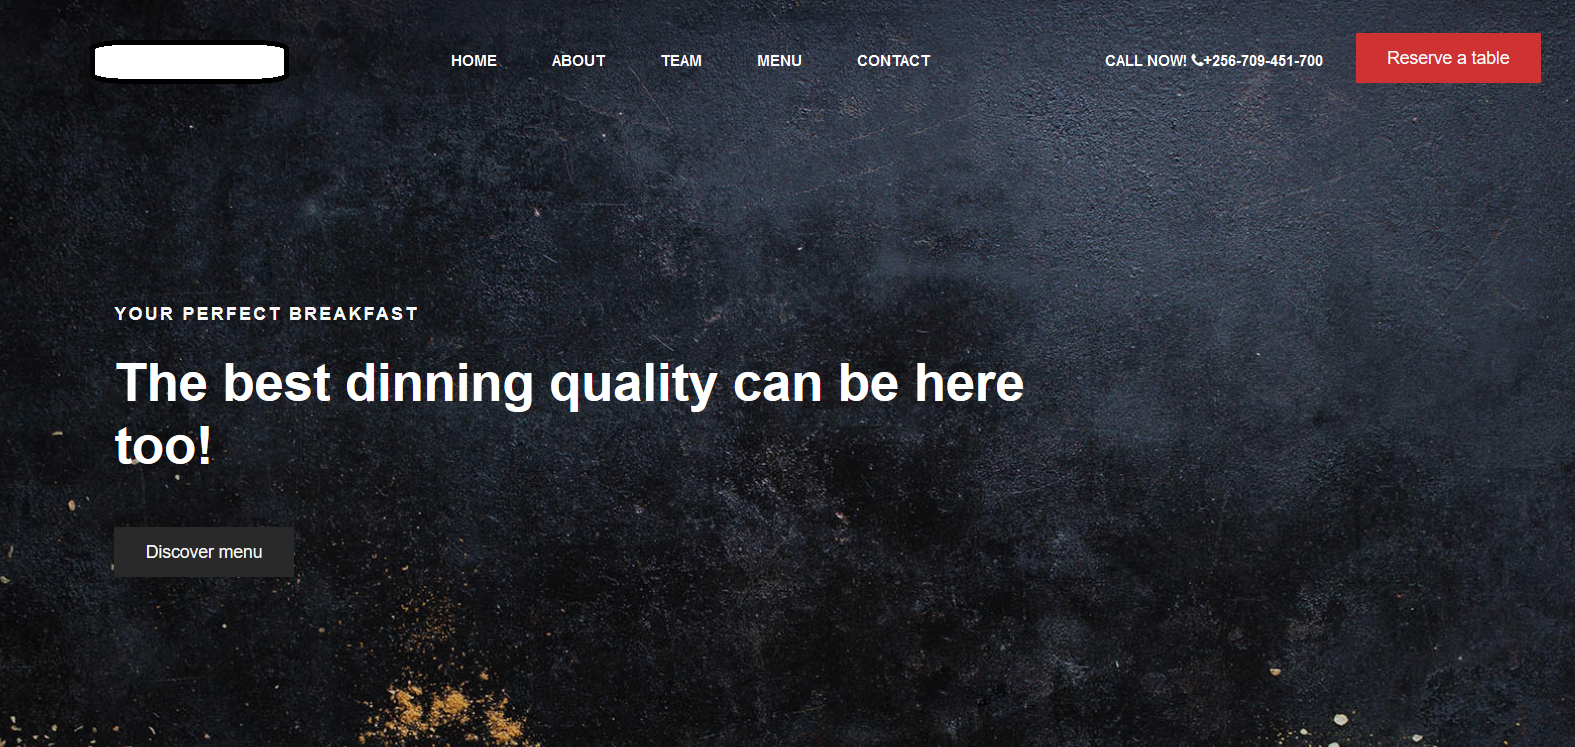 HOME ABOUT TEAM MENU CONTACT CALL NOW! +256-709-451-700 Reserve a table
YOUR PERFECT BREAKFAST
The best dinning quality can be here
too!
Discover menu